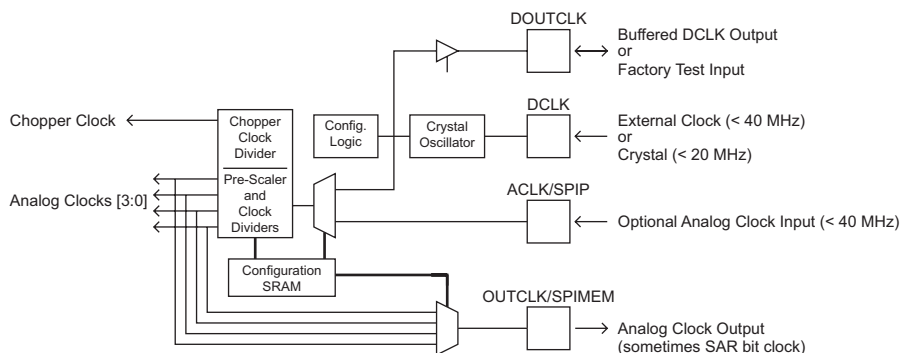 DOUTCLK
Buffered DCLK Output
or
Factory Test Input
Chopper Clock
Chopper
Clock
Divider
Pre-Scaler
and
Clock
Dividers
Config.
Logic
Crystal
Oscillator
DCLK
External Clock (< 40 MHz)
or
Crystal (< 20 MHz)
Analog Clocks [3:0]
ACLK/SPIP
Optional Analog Clock Input (< 40 MHz)
Configuration
SRAM
OUTCLK/SPIMEM
Analog Clock Output
(sometimes SAR bit clock)